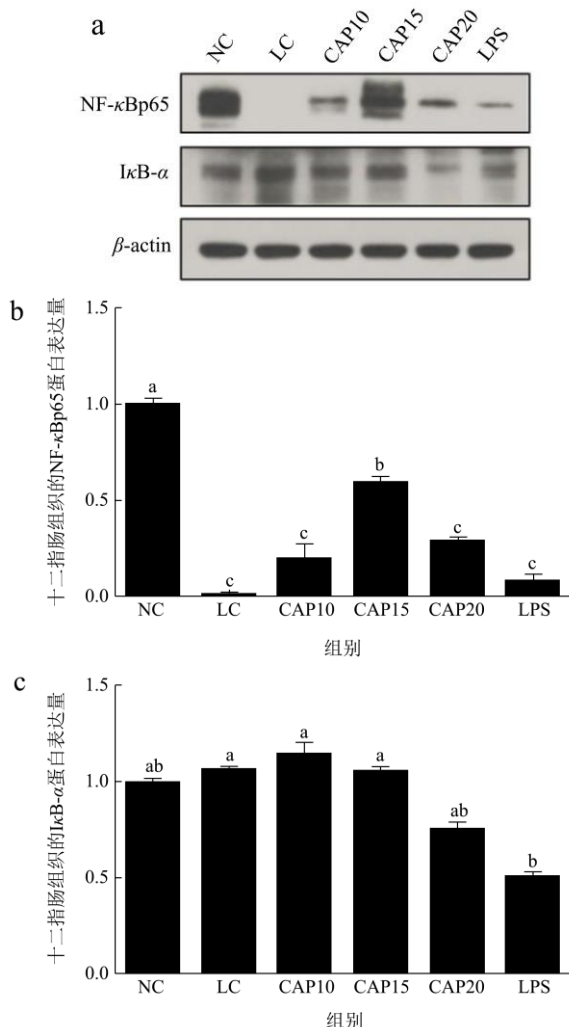 a
NC LC CAP10 CAP15 CAP20 LPS
NF-κBp65
IκB-α
β-actin
b
十二指肠组织的NF-κBp65蛋白表达量
1.5
1.0
0.5
0.0
a
c
c
b
c
c
NC LC CAP10 CAP15 CAP20 LPS
组别
c
十二指肠组织的IκB-α蛋白表达量
1.5
1.0
0.5
0.0
ab
a
a
a
ab
b
NC LC CAP10 CAP15 CAP20 LPS
组别